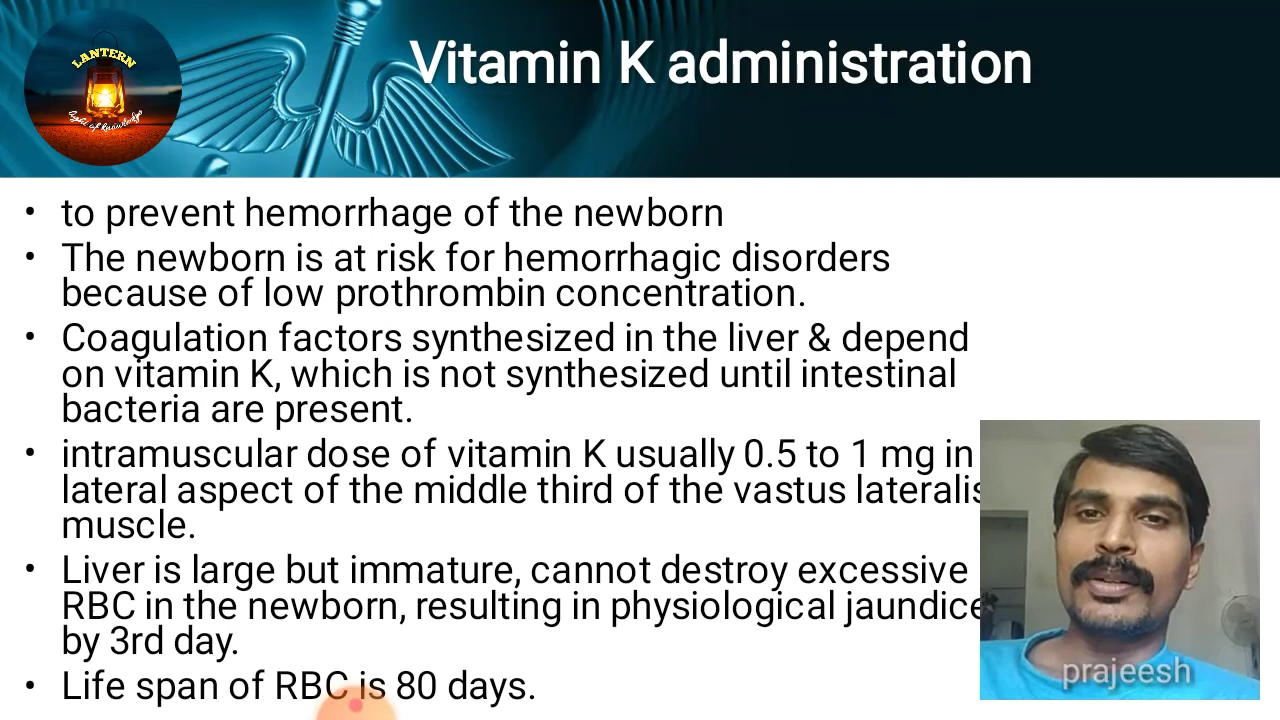 LANTERN
light of knowledge
Vitamin K administration
• to prevent hemorrhage of the newborn
• The newborn is at risk for hemorrhagic disorders
because of low prothrombin concentration.
• Coagulation factors synthesized in the liver & depend
on vitamin K, which is not synthesized until intestinal
bacteria are present.
• intramuscular dose of vitamin K usually 0.5 to 1 mg in
lateral aspect of the middle third of the vastus lateralis
muscle.
• Liver is large but immature, cannot destroy excessive
RBC in the newborn, resulting in physiological jaundice
by 3rd day.
• Life span of RBC is 80 days.
prajeesh